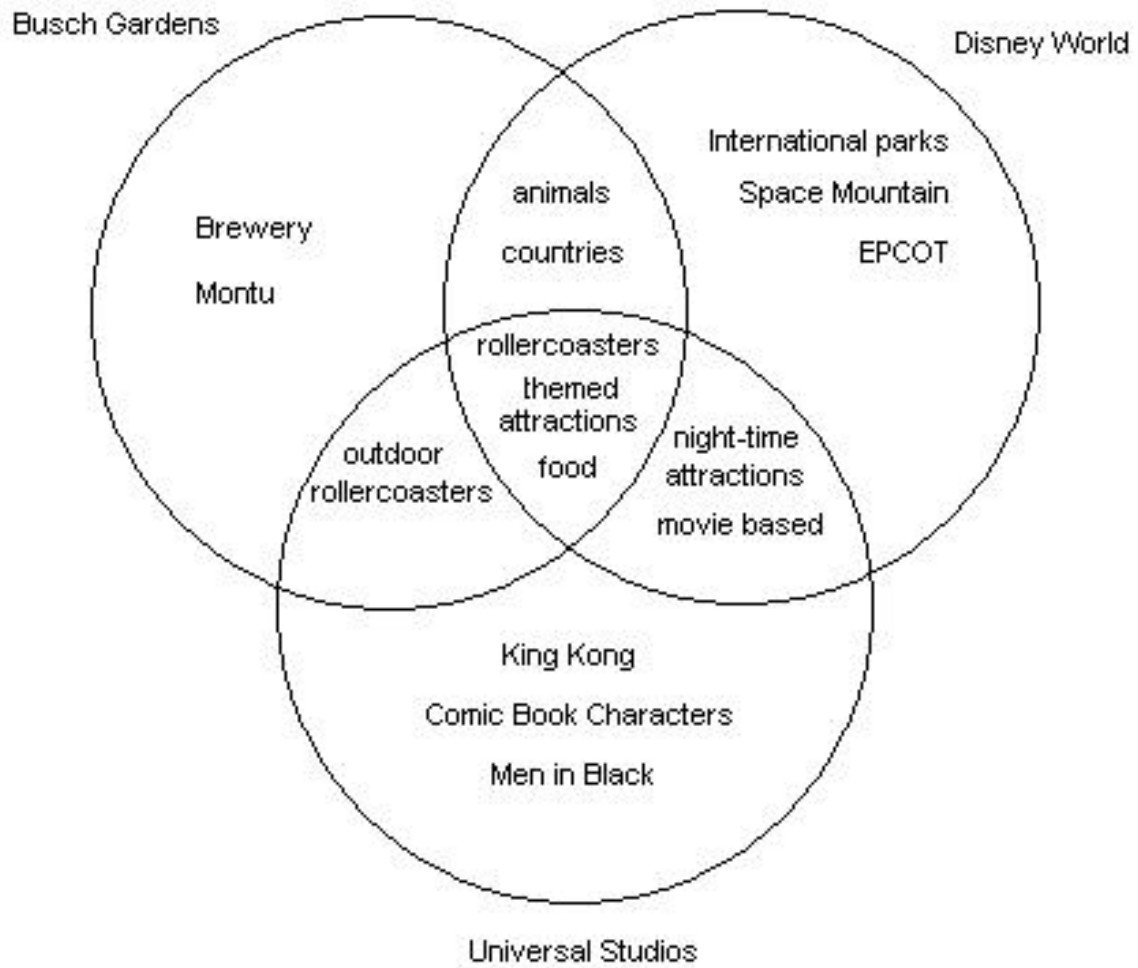 Busch Gardens
Disney World
International parks
animals
Space Mountain
Brewery
countries
EPCOT
Montu
rollercoasters
themed
attractions
food
outdoor
rollercoasters
night-time
attractions
movie based
King Kong
Comic Book Characters
Men in Black
Universal Studios